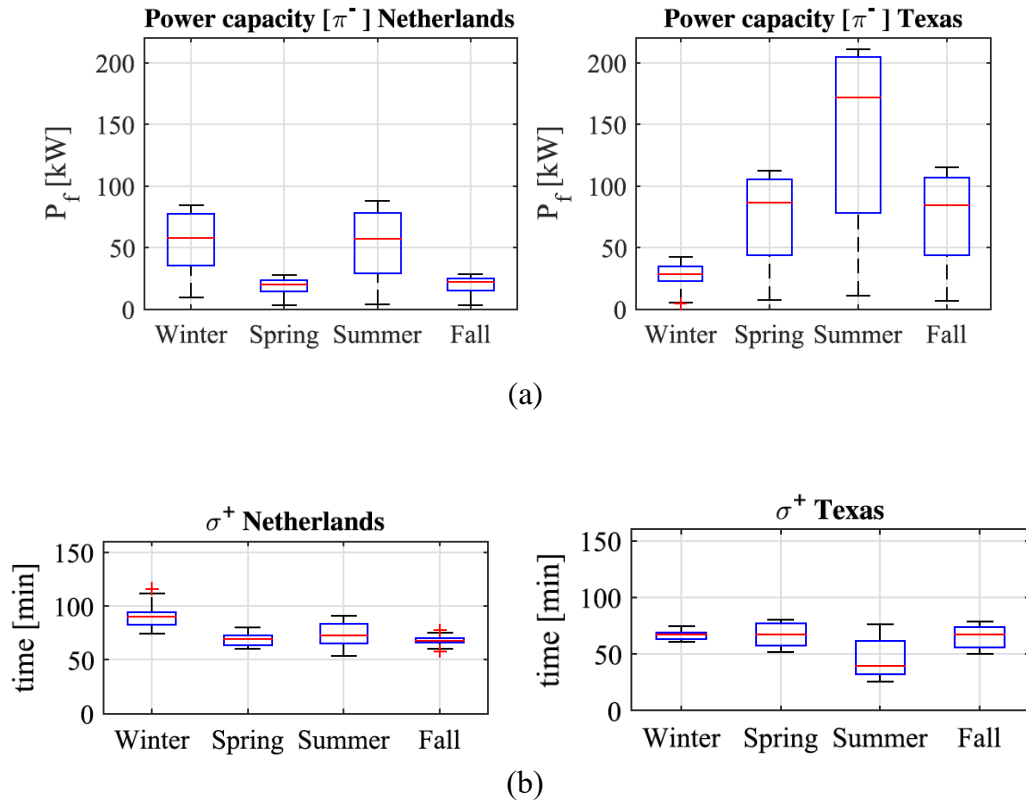 Power capacity [π⁻] Netherlands
200
150
100
50
0
P_f [kW]
Winter Spring Summer Fall
Power capacity [π⁻] Texas
200
150
100
50
0
P_f [kW]
Winter Spring Summer Fall
(a)
σ⁺ Netherlands
150
100
50
0
time [min]
Winter Spring Summer Fall
σ⁺ Texas
150
100
50
0
time [min]
Winter Spring Summer Fall
(b)